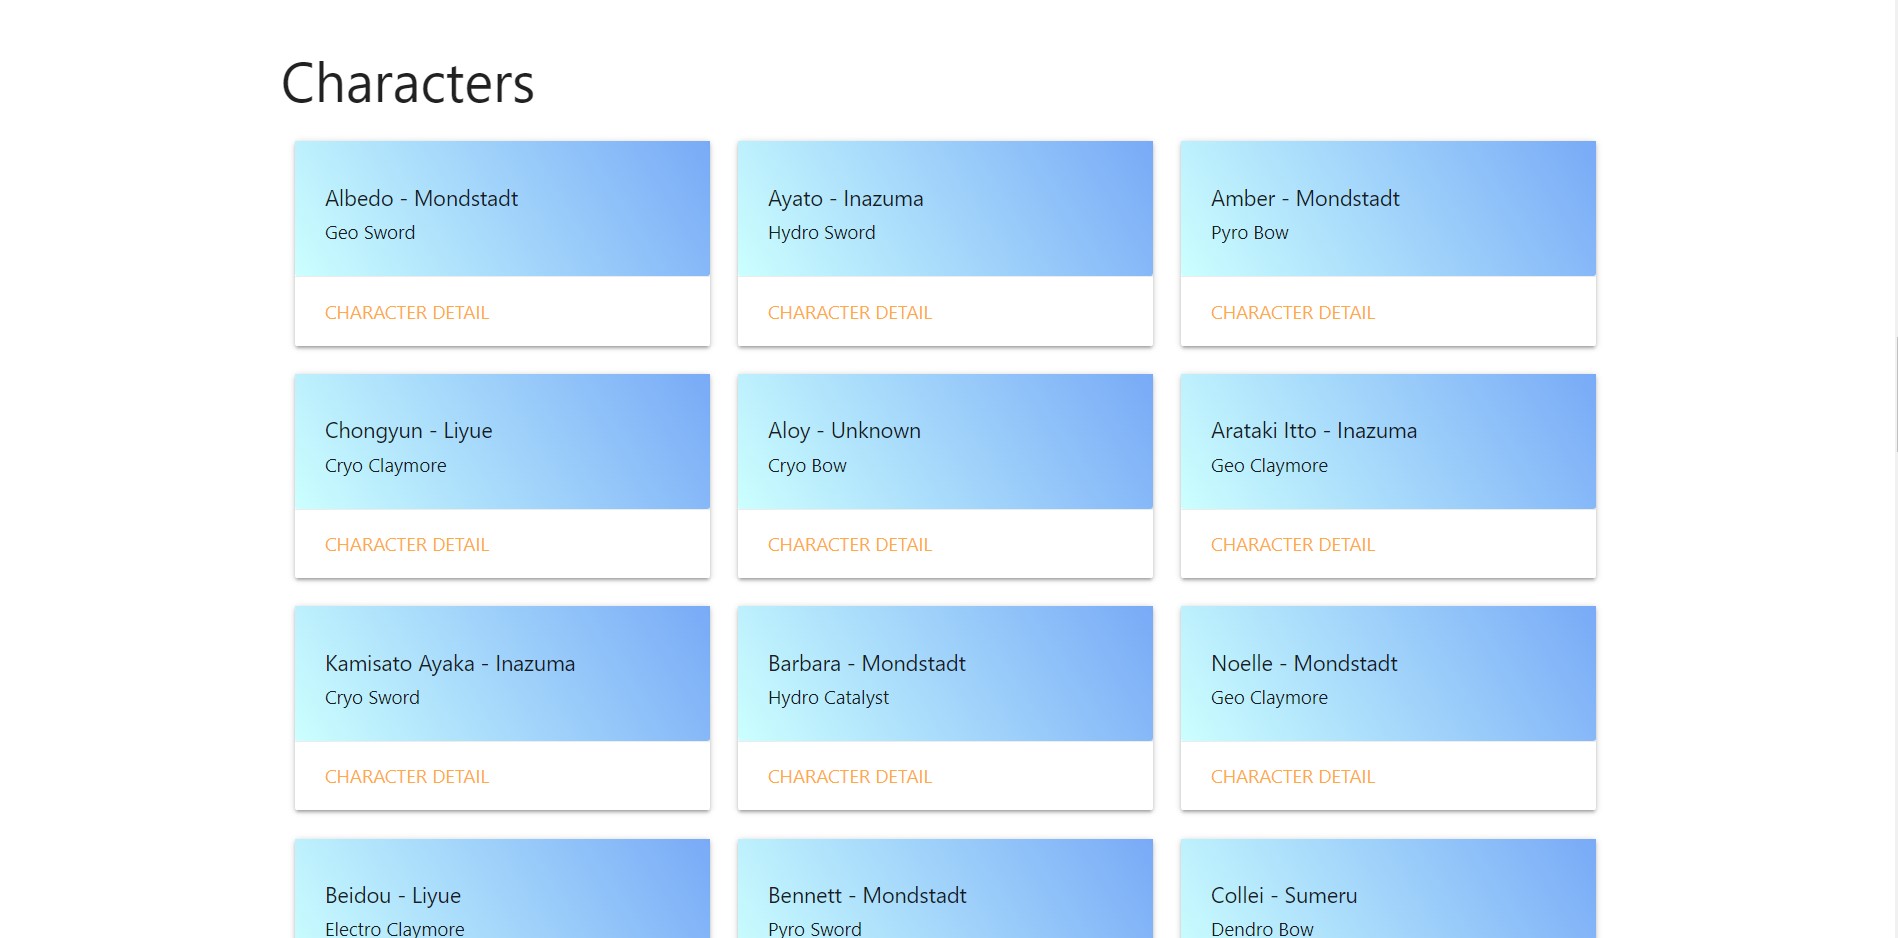 Characters
Albedo - Mondstadt
Geo Sword
CHARACTER DETAIL
Ayato - Inazuma
Hydro Sword
CHARACTER DETAIL
Amber - Mondstadt
Pyro Bow
CHARACTER DETAIL
Chongyun - Liyue
Cryo Claymore
CHARACTER DETAIL
Aloy - Unknown
Cryo Bow
CHARACTER DETAIL
Arataki Itto - Inazuma
Geo Claymore
CHARACTER DETAIL
Kamisato Ayaka - Inazuma
Cryo Sword
CHARACTER DETAIL
Barbara - Mondstadt
Hydro Catalyst
CHARACTER DETAIL
Noelle - Mondstadt
Geo Claymore
CHARACTER DETAIL
Beidou - Liyue
Electro Claymore
Bennett - Mondstadt
Pyro Sword
Collei - Sumeru
Dendro Bow